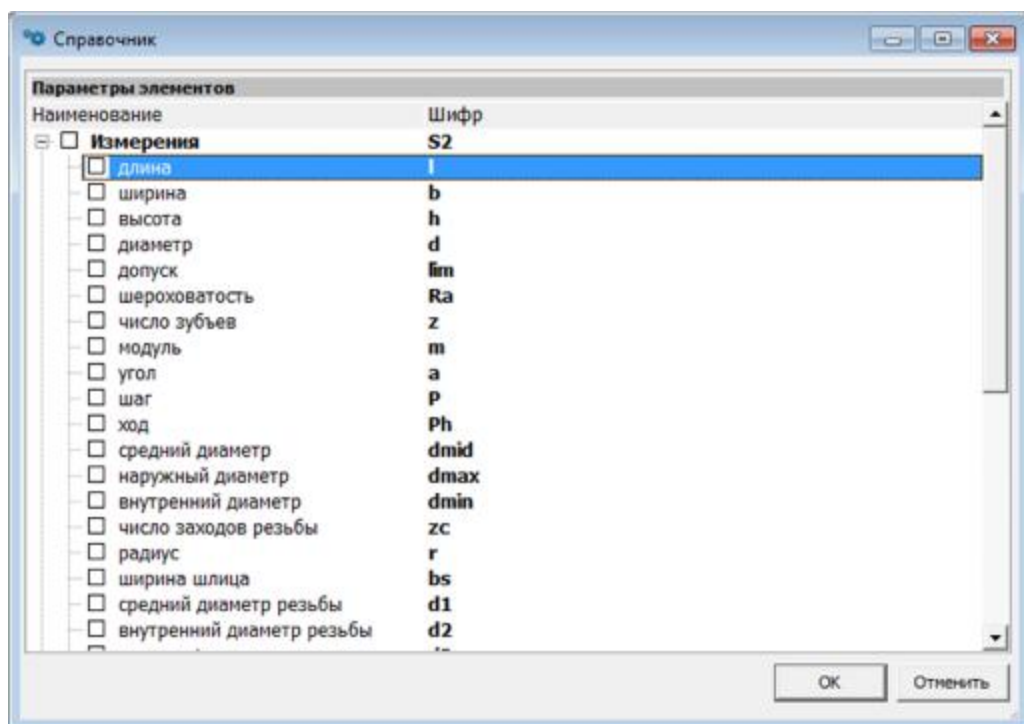 Справочник
Параметры элементов
Наименование Шифр
Измерения S2
длина l
ширина b
высота h
диаметр d
допуск lim
шероховатость Ra
число зубъев z
модуль m
угол a
шаг P
ход Ph
средний диаметр dmid
наружный диаметр dmax
внутренний диаметр dmin
число заходов резьбы zc
радиус r
ширина шлица bs
средний диаметр резьбы d1
внутренний диаметр резьбы d2
OK Отменить